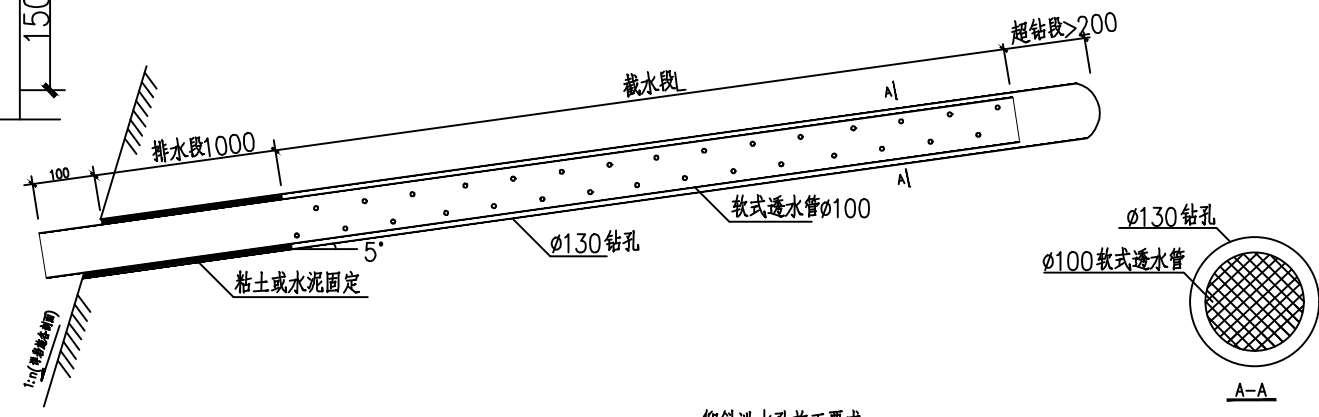 150
超钻段>200
截水段L
A
排水段1000
100
A
软式透水管Ø100
Ø130钻孔
5°
粘土或水泥固定
Ø130钻孔
Ø100软式透水管
A-A